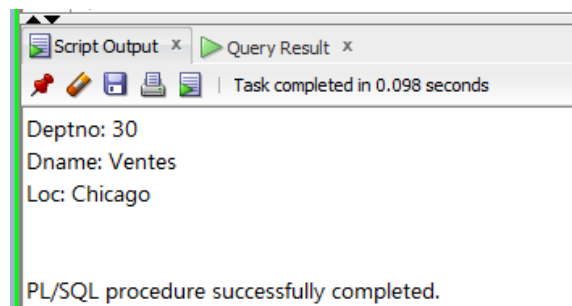 Script Output x Query Result x
Task completed in 0.098 seconds
Deptno: 30
Dname: Ventes
Loc: Chicago
PL/SQL procedure successfully completed.